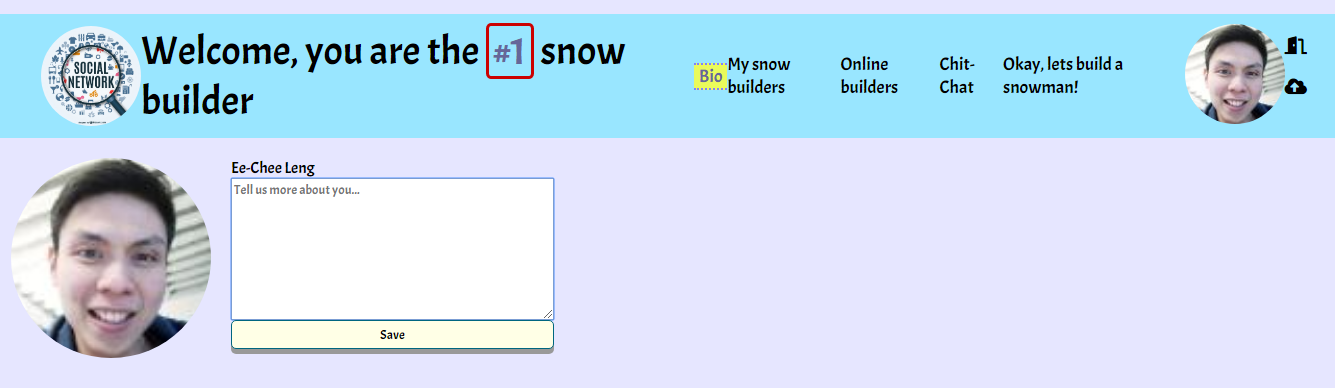 SOCIAL
NETWORK
Welcome, you are the #1 snow
builder
Bio
My snow
builders
Online
builders
Chit-
Chat
Okay, lets build a
snowman!
Ee-Chee Leng
Tell us more about you...
Save